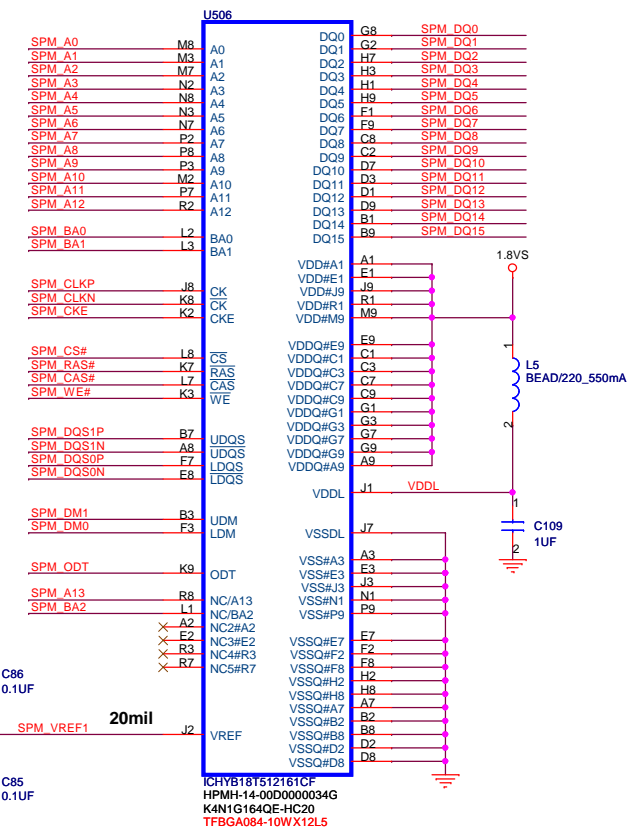 U506
SPM_A0 M8 A0
SPM_A1 M3 A1
SPM_A2 M7 A2
SPM_A3 N2 A3
SPM_A4 N8 A4
SPM_A5 N3 A5
SPM_A6 N7 A6
SPM_A7 P2 A7
SPM_A8 P8 A8
SPM_A9 P3 A9
SPM_A10 M2 A10
SPM_A11 P7 A11
SPM_A12 R2 A12
SPM_BA0 L2 BA0
SPM_BA1 L3 BA1
SPM_CLKP J8 CK
SPM_CLKN K8 CK
SPM_CKE K2 CKE
SPM_CS# L8 CS
SPM_RAS# K7 RAS
SPM_CAS# L7 CAS
SPM_WE# K3 WE
SPM_DQS1P B7 UDQS
SPM_DQS1N A8 UDQS
SPM_DQS0P F7 LDQS
SPM_DQS0N E8 LDQS
SPM_DM1 B3 UDM
SPM_DM0 F3 LDM
SPM_ODT K9 ODT
SPM_A13 R8 NC/A13
SPM_BA2 L1 NC/BA2
A2 NC2#A2
E2 NC3#E2
R3 NC4#R3
R7 NC5#R7
C86
0.1UF
20mil
SPM_VREF1 J2 VREF
C85
0.1UF
DQ0 G8 SPM_DQ0
DQ1 G2 SPM_DQ1
DQ2 H7 SPM_DQ2
DQ3 H3 SPM_DQ3
DQ4 H1 SPM_DQ4
DQ5 H9 SPM_DQ5
DQ6 F1 SPM_DQ6
DQ7 F9 SPM_DQ7
DQ8 C8 SPM_DQ8
DQ9 C2 SPM_DQ9
DQ10 D7 SPM_DQ10
DQ11 D3 SPM_DQ11
DQ12 D1 SPM_DQ12
DQ13 D9 SPM_DQ13
DQ14 B1 SPM_DQ14
DQ15 B9 SPM_DQ15
VDD#A1 A1
VDD#E1 E1
VDD#J9 J9
VDD#R1 R1
VDD#M9 M9
VDDQ#E9 E9
VDDQ#C1 C1
VDDQ#C3 C3
VDDQ#C7 C7
VDDQ#C9 C9
VDDQ#G1 G1
VDDQ#G3 G3
VDDQ#G7 G7
VDDQ#G9 G9
VDDQ#A9 A9
VDDL J1 VDDL
VSSDL J7
VSS#A3 A3
VSS#E3 E3
VSS#J3 J3
VSS#N1 N1
VSS#P9 P9
VSSQ#E7 E7
VSSQ#F2 F2
VSSQ#F8 F8
VSSQ#H2 H2
VSSQ#H8 H8
VSSQ#A7 A7
VSSQ#B2 B2
VSSQ#B8 B8
VSSQ#D2 D2
VSSQ#D8 D8
1.8VS
1
L5
BEAD/220_550mA
2
1
C109
1UF
2
ICHYB18T512161CF
HPMH-14-00D0000034G
K4N1G164QE-HC20
TFBGA084-10WX12L5